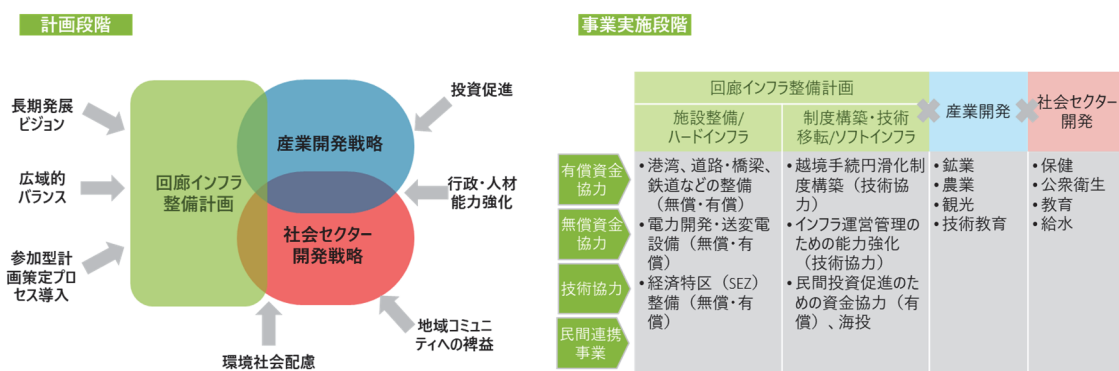 計画段階
長期発展
ビジョン
広域的
バランス
参加型計
画策定プロ
セス導入
回廊インフラ
整備計画
産業開発戦略
社会セクター
開発戦略
投資促進
行政・人材
能力強化
地域コミュニ
ティへの裨益
環境社会配慮
事業実施段階
回廊インフラ整備計画
施設整備/
ハードインフラ
制度構築・技術
移転/ソフトインフラ
産業開発
社会セクター
開発
有償資金
協力
無償資金
協力
技術協力
民間連携
事業
• 港湾、道路・橋梁、
鉄道などの整備
（無償・有償）
• 電力開発・送変電
設備（無償・有
償）
• 経済特区（SEZ）
整備（無償・有
償）
• 越境手続円滑化制
度構築（技術協
力）
• インフラ運営管理の
ための能力強化
（技術協力）
• 民間投資促進のた
めの資金協力（有
償）、海投
• 鉱業
• 農業
• 観光
• 技術教育
• 保健
• 公衆衛生
• 教育
• 給水